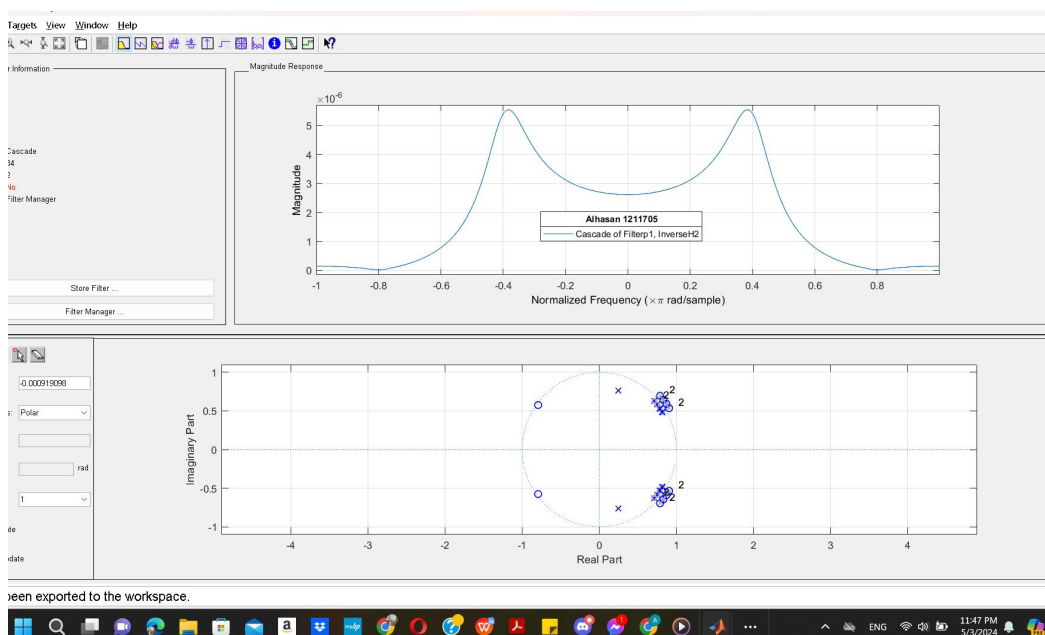 Targets View Window Help
r Information
Magnitude Response
×10-6
5
4
3
2
1
0
Magnitude
-1 -0.8 -0.6 -0.4 -0.2 0 0.2 0.4 0.6 0.8
Normalized Frequency (×π rad/sample)
Alhasan 1211705
Cascade of Filterp1, InverseH2
Cascade
34
2
No
Filter Manager
Store Filter ...
Filter Manager ...
-0.000919098
s: Polar
rad
1
ate
pdate
1
0.5
0
-0.5
-1
Imaginary Part
2
2
2
2
2
-4 -3 -2 -1 0 1 2 3 4
Real Part
been exported to the workspace.
ENG
11:47 PM
5/3/2024